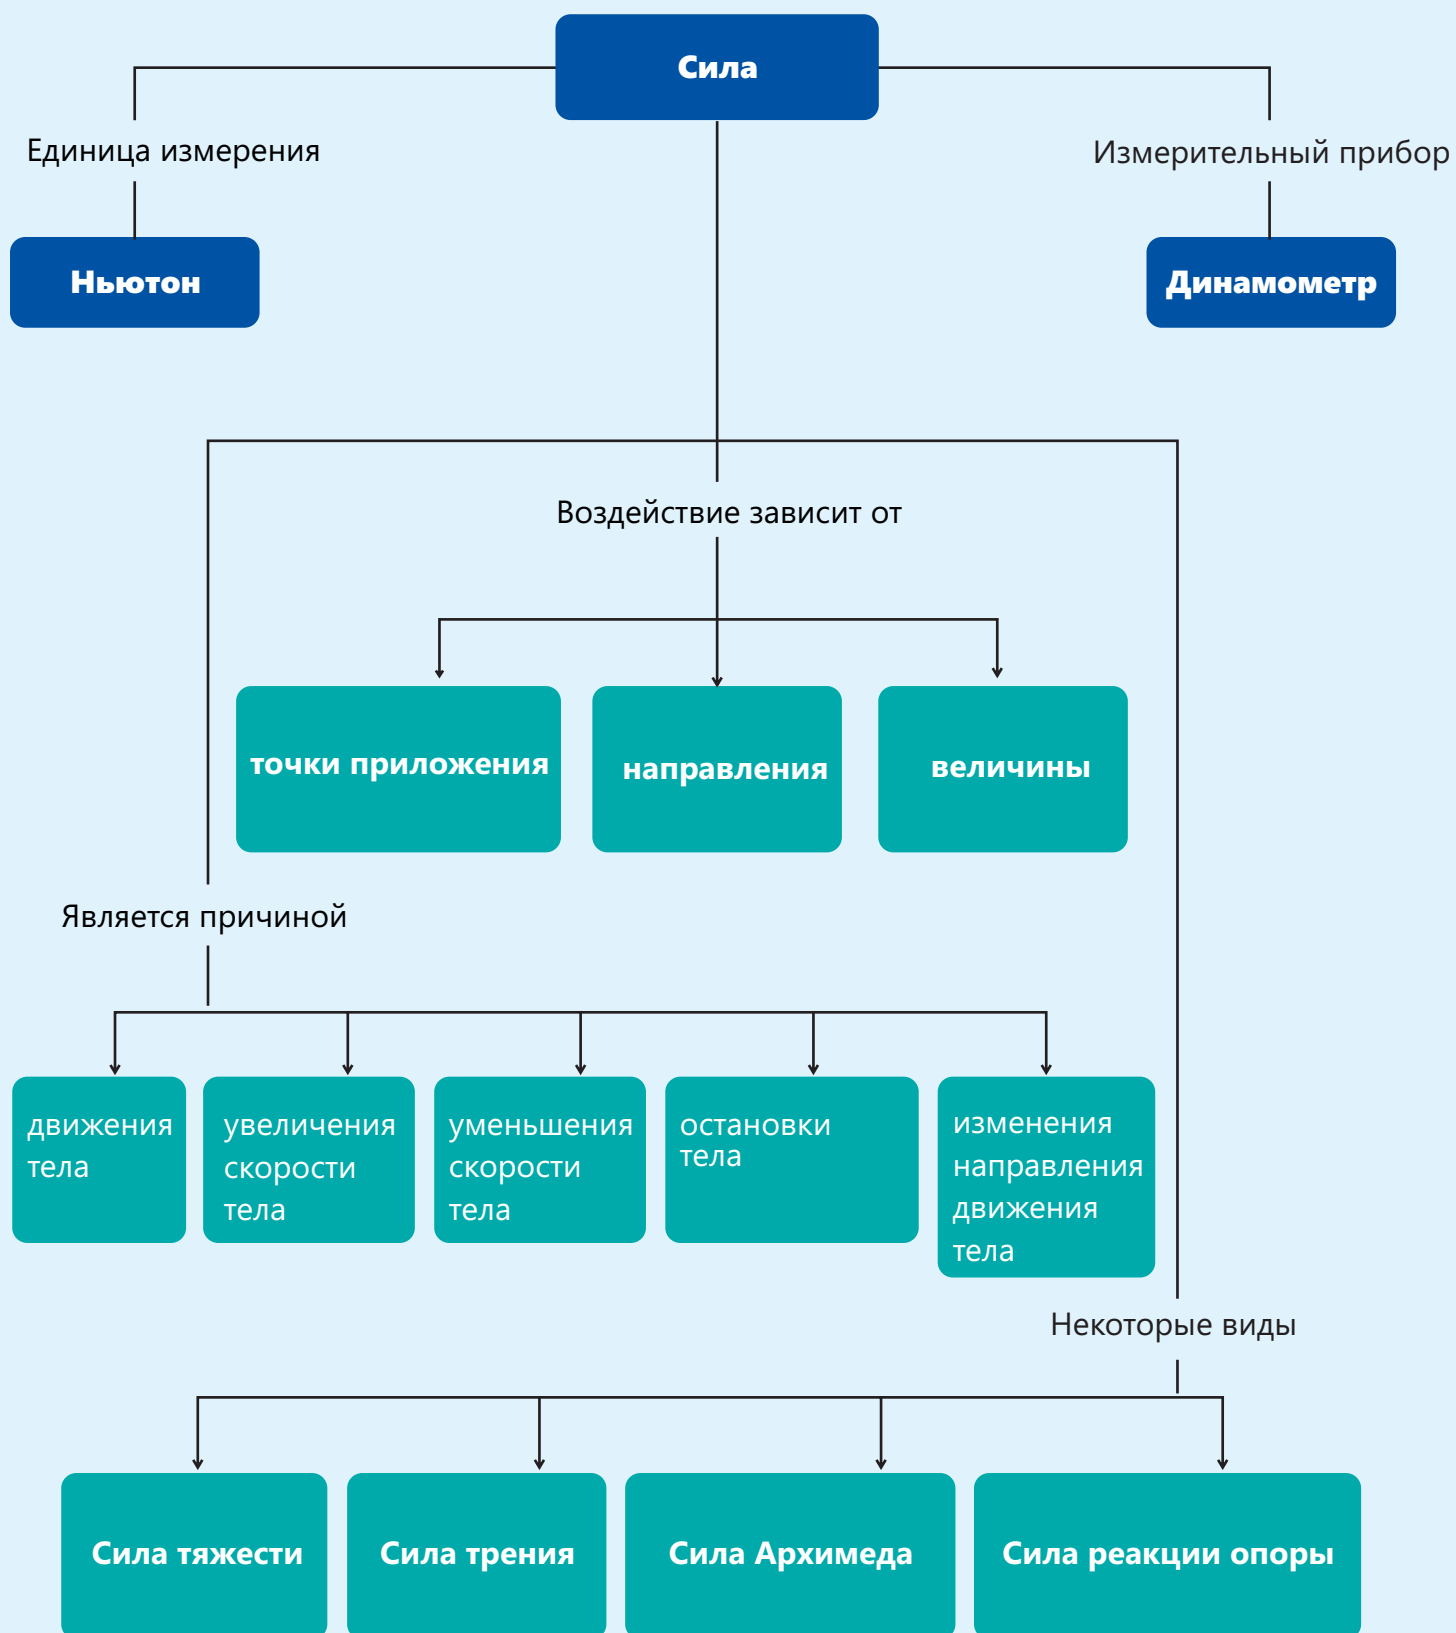 Сила
Единица измерения
Измерительный прибор
Ньютон
Динамометр
Воздействие зависит от
точки приложения
направления
величины
Является причиной
движения
тела
увеличения
скорости
тела
уменьшения
скорости
тела
остановки
тела
изменения
направления
движения
тела
Некоторые виды
Сила тяжести
Сила трения
Сила Архимеда
Сила реакции опоры